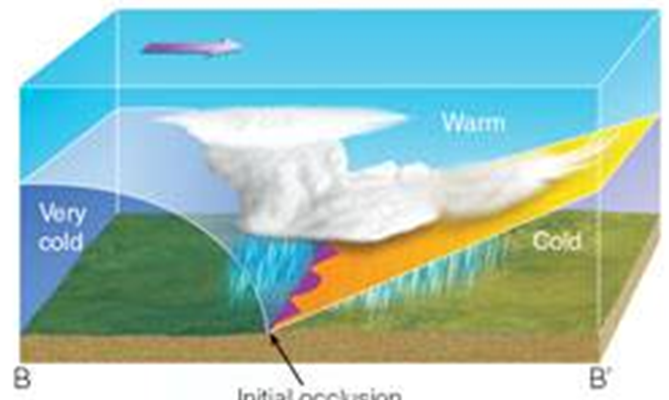 Warm
Very
cold
Cold
B
B'
Initial occlusion